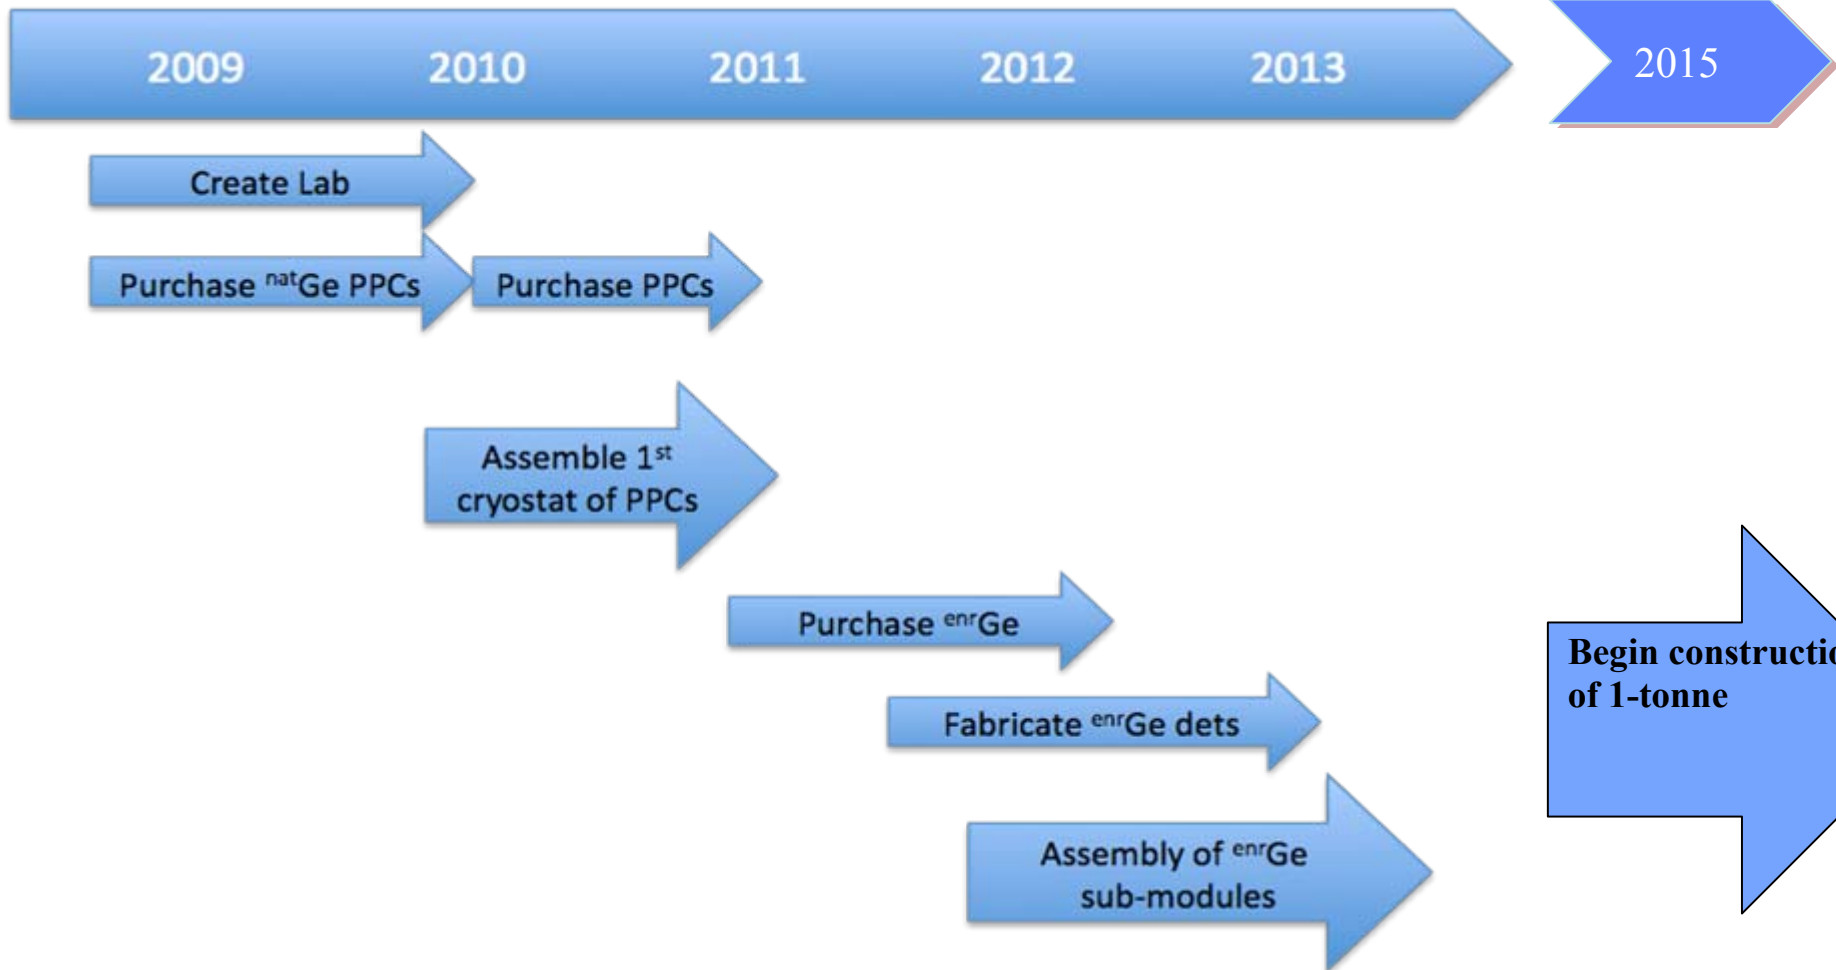 2009 2010 2011 2012 2013 2015
Create Lab
Purchase ⁿᵃᵗGe PPCs Purchase PPCs
Assemble 1ˢᵗ
cryostat of PPCs
Purchase ᵉⁿʳGe
Begin constructio
of 1-tonne
Fabricate ᵉⁿʳGe dets
Assembly of ᵉⁿʳGe
sub-modules